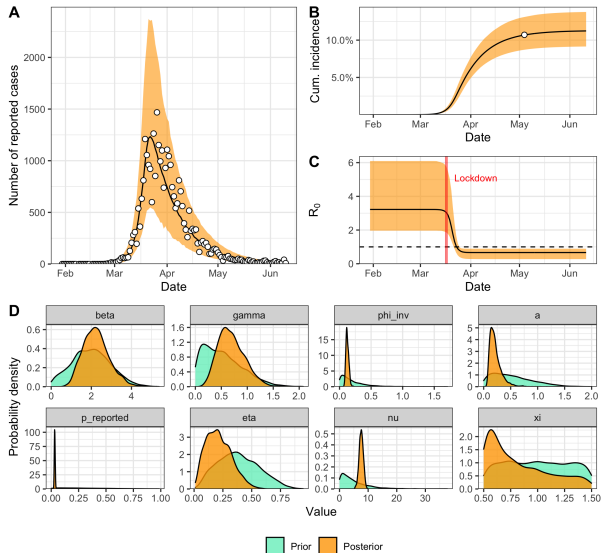 A
Number of reported cases
2000
1500
1000
500
0
Feb Mar Apr May Jun
Date
B
Cum. incidence
10.0%
5.0%
Feb Mar Apr May Jun
Date
C
R0
6
4
2
0
Lockdown
Feb Mar Apr May Jun
Date
D
Probability density
beta gamma phi_inv a
0.6
0.4
0.2
0.0
0 2 4
1.6
1.2
0.8
0.4
0.0
0.0 0.5 1.0 1.5 2.0
15
10
5
0
0.0 0.5 1.0 1.5
5
4
3
2
1
0
0.0 0.5 1.0 1.5 2.0
p_reported eta nu xi
100
75
50
25
0
0.00 0.25 0.50 0.75 1.00
3
2
1
0
0.00 0.25 0.50 0.75
0.5
0.4
0.3
0.2
0.1
0.0
0 10 20 30
2.0
1.5
1.0
0.5
0.0
0.50 0.75 1.00 1.25 1.50
Value
Prior Posterior